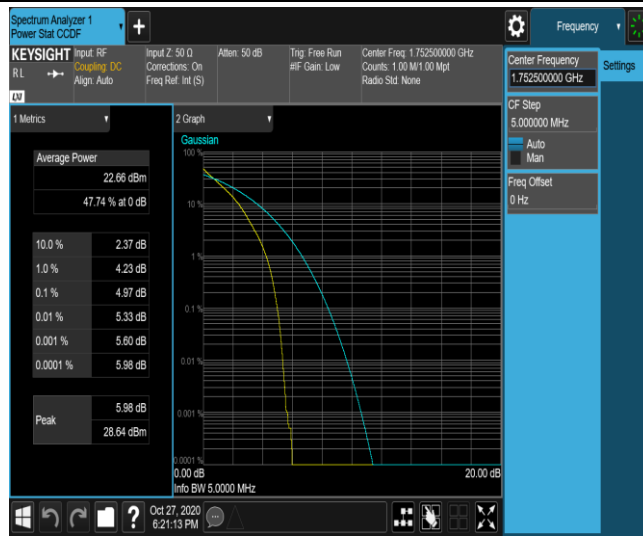 Spectrum Analyzer 1
Power Stat CCDF
Frequency
KEYSIGHT
RL
LXI
Input: RF
Coupling: DC
Align: Auto
Input Z: 50 Ω
Corrections: On
Freq Ref: Int (S)
Atten: 50 dB
Trig: Free Run
#IF Gain: Low
Center Freq: 1.752500000 GHz
Counts: 1.00 M/1.00 Mpt
Radio Std: None
Center Frequency
1.752500000 GHz
Settings
CF Step
5.000000 MHz
Auto
Man
Freq Offset
0 Hz
1 Metrics
Average Power
22.66 dBm
47.74 % at 0 dB
10.0 % 2.37 dB
1.0 % 4.23 dB
0.1 % 4.97 dB
0.01 % 5.33 dB
0.001 % 5.60 dB
0.0001 % 5.98 dB
Peak
5.98 dB
28.64 dBm
2 Graph
Gaussian
100 %
10 %
1 %
0.1 %
0.01 %
0.001 %
0.0001 %
0.00 dB 20.00 dB
Info BW 5.0000 MHz
Oct 27, 2020
6:21:13 PM